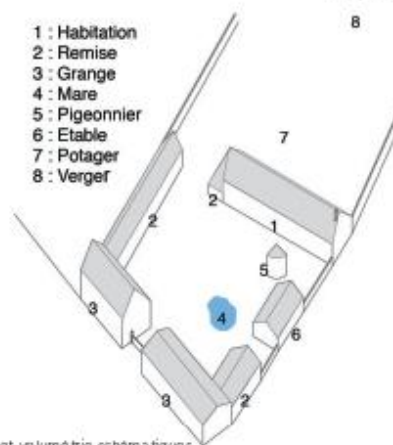 8
1 : Habitation
2 : Remise
3 : Grange
4 : Mare
5 : Pigeonnier
6 : Etable
7 : Potager
8 : Verger
7
2
2
1
5
4
3
6
3
2